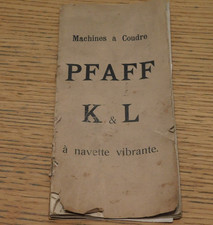 Machines à Coudre
PFAFF
K & L
à navette vibrante.